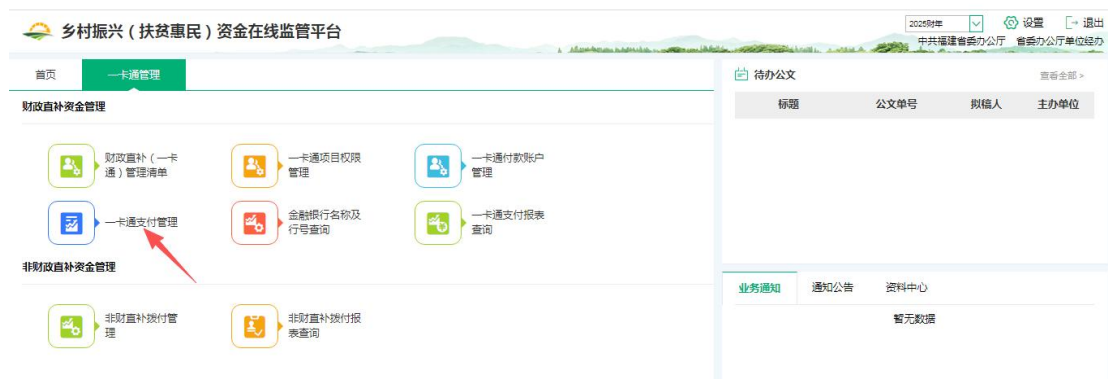 乡村振兴（扶贫惠民）资金在线监管平台
2025财年
设置
退出
中共福建省委办公厅 省委办公厅单位经办
首页
一卡通管理
财政直补资金管理
财政直补（一卡
通）管理清单
一卡通项目权限
管理
一卡通付款账户
管理
一卡通支付管理
金融银行名称及
行号查询
一卡通支付报表
查询
非财政直补资金管理
非财直补拨付管
理
非财直补拨付报
表查询
待办公文
查看全部 >
标题 公文单号 拟稿人 主办单位
业务通知 通知公告 资料中心
暂无数据